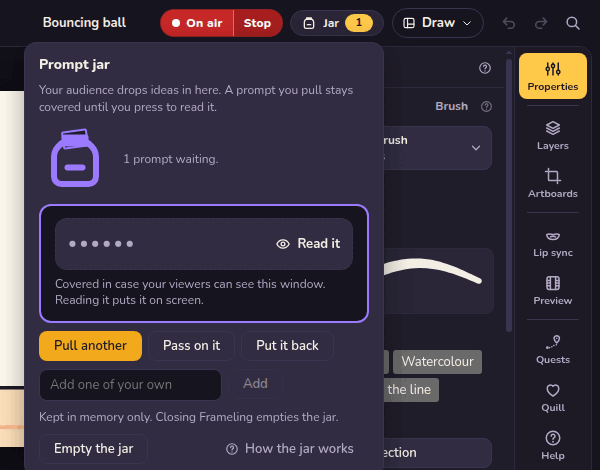 Bouncing ball
On air Stop
Jar 1
Draw
Prompt jar
Your audience drops ideas in here. A prompt you pull stays
covered until you press to read it.
1 prompt waiting.
Read it
Covered in case your viewers can see this window.
Reading it puts it on screen.
Pull another Pass on it Put it back
Add one of your own Add
Kept in memory only. Closing Frameling empties the jar.
Empty the jar How the jar works
Brush
Watercolour
the line
Properties
Layers
Artboards
Lip sync
Preview
Quests
Quill
Help